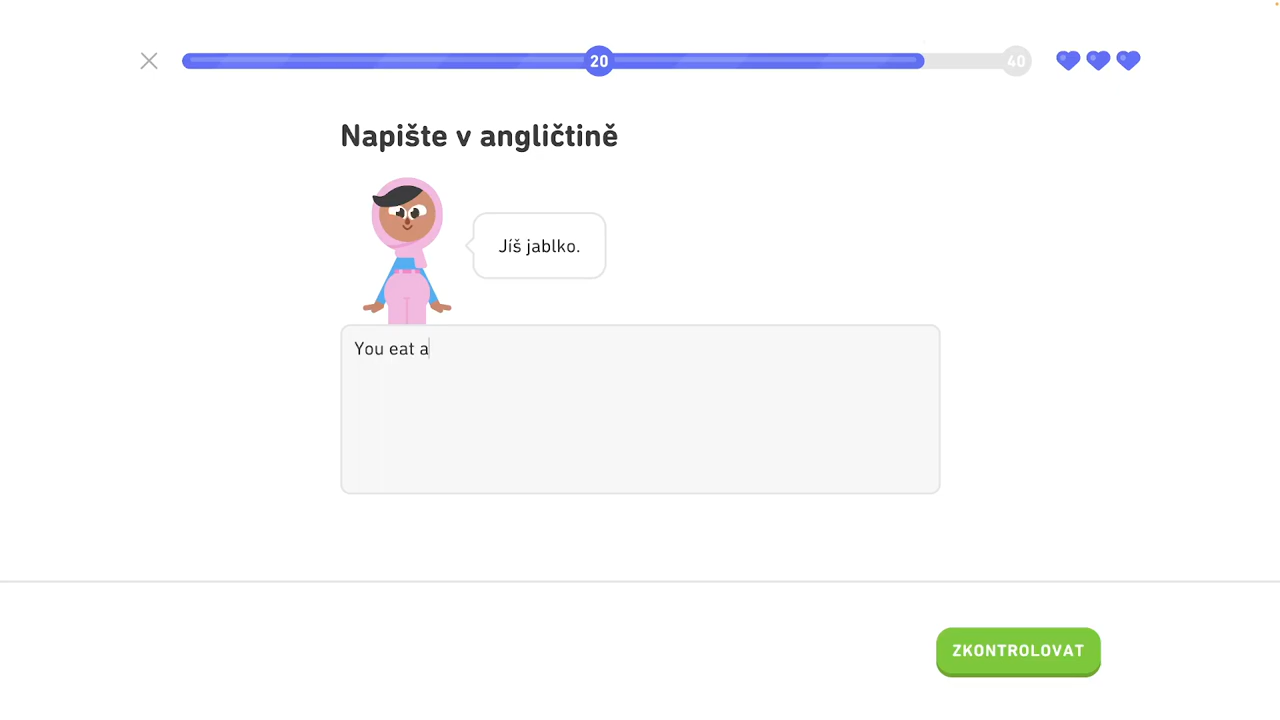 20
40
Napište v angličtině
Jíš jablko.
You eat a
ZKONTROLOVAT